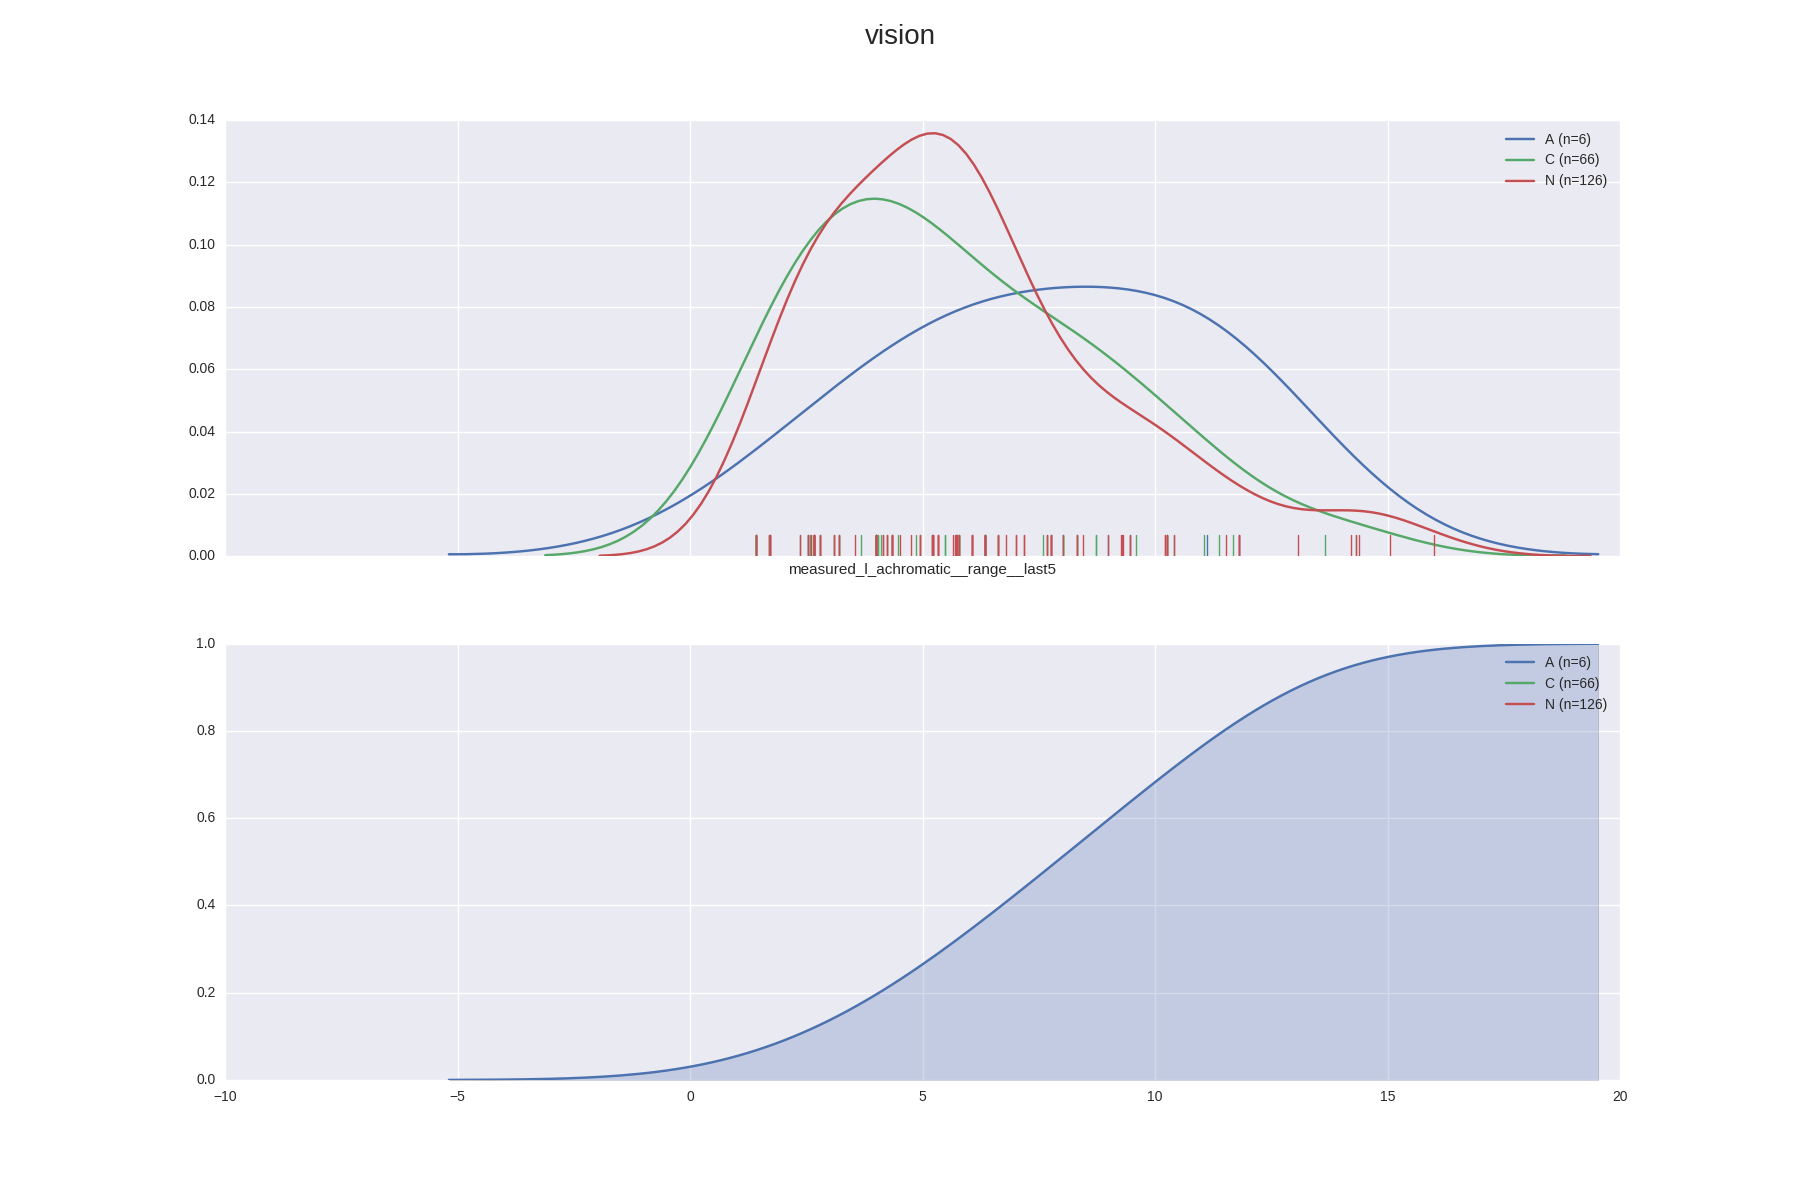 vision
0.14
0.12
0.10
0.08
0.06
0.04
0.02
0.00
A (n=6)
C (n=66)
N (n=126)
measured_l_achromatic__range__last5
1.0
0.8
0.6
0.4
0.2
0.0
A (n=6)
C (n=66)
N (n=126)
−10 −5 0 5 10 15 20